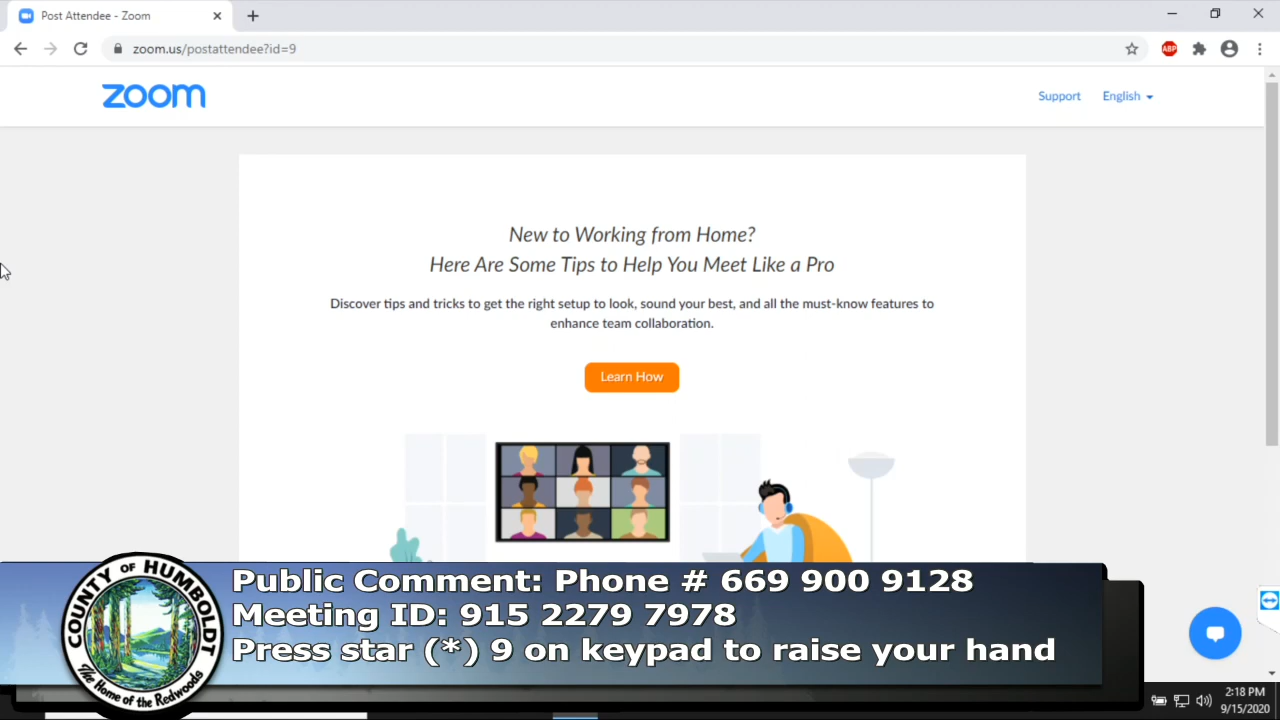 Post Attendee - Zoom
zoom.us/postattendee?id=9
ABP
zoom
Support
English
New to Working from Home?
Here Are Some Tips to Help You Meet Like a Pro
Discover tips and tricks to get the right setup to look, sound your best, and all the must-know features to
enhance team collaboration.
Learn How
COUNTY OF HUMBOLDT
The Home of the Redwoods
Public Comment: Phone # 669 900 9128
Meeting ID: 915 2279 7978
Press star (*) 9 on keypad to raise your hand
2:18 PM
9/15/2020